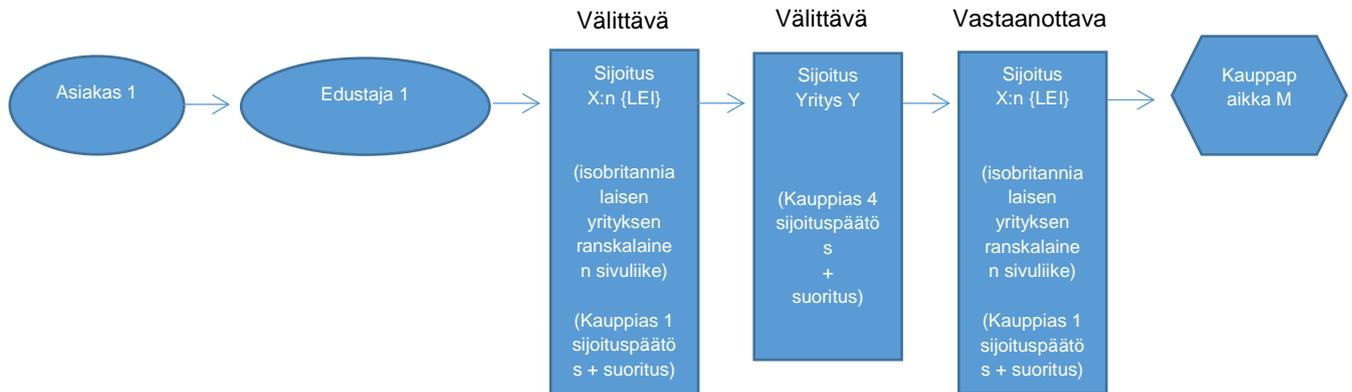 Välittävä
Välittävä
Vastaanottava
Asiakas 1
Edustaja 1
Sijoitus
X:n {LEI}
(isobritannia
laisen
yrityksen
ranskalaine
n sivuliike)
(Kauppias 1
sijoituspäätö
s + suoritus)
Sijoitus
Yritys Y
(Kauppias 4
sijoituspäätö
s
+
suoritus)
Sijoitus
X:n {LEI}
(isobritannia
laisen
yrityksen
ranskalaine
n sivuliike)
(Kauppias 1
sijoituspäätö
s + suoritus)
Kauppap
aikka M